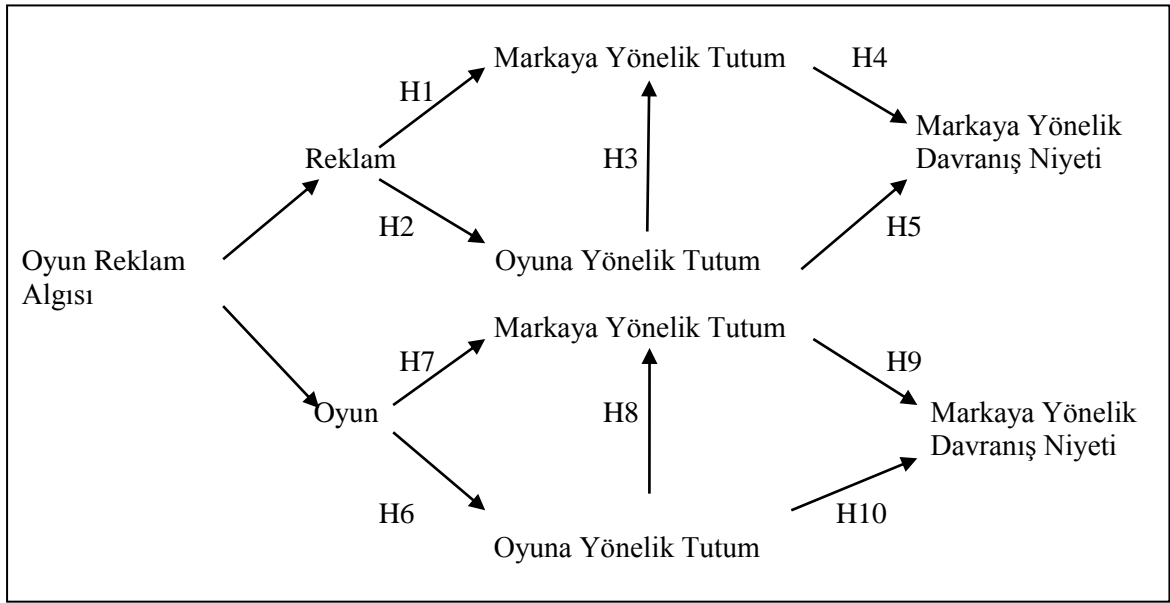 Markaya Yönelik Tutum
H4
H1
Markaya Yönelik
Davranış Niyeti
Reklam
H3
H2
H5
Oyun Reklam
Algısı
Oyuna Yönelik Tutum
Markaya Yönelik Tutum
H7
H9
Oyun
H8
Markaya Yönelik
Davranış Niyeti
H6
H10
Oyuna Yönelik Tutum